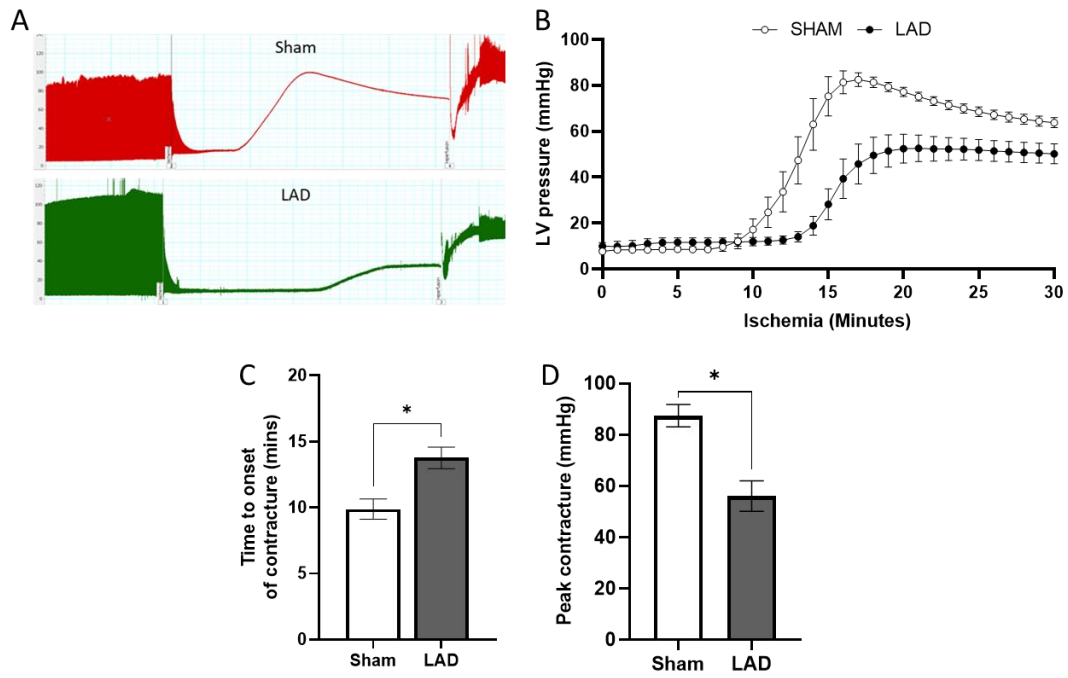 A
Sham
LAD
B
SHAM
LAD
LV pressure (mmHg)
100
80
60
40
20
0
0
5
10
15
20
25
30
Ischemia (Minutes)
C
Time to onset
of contracture (mins)
20
15
10
5
0
*
Sham
LAD
D
Peak contracture (mmHg)
100
80
60
40
20
0
*
Sham
LAD